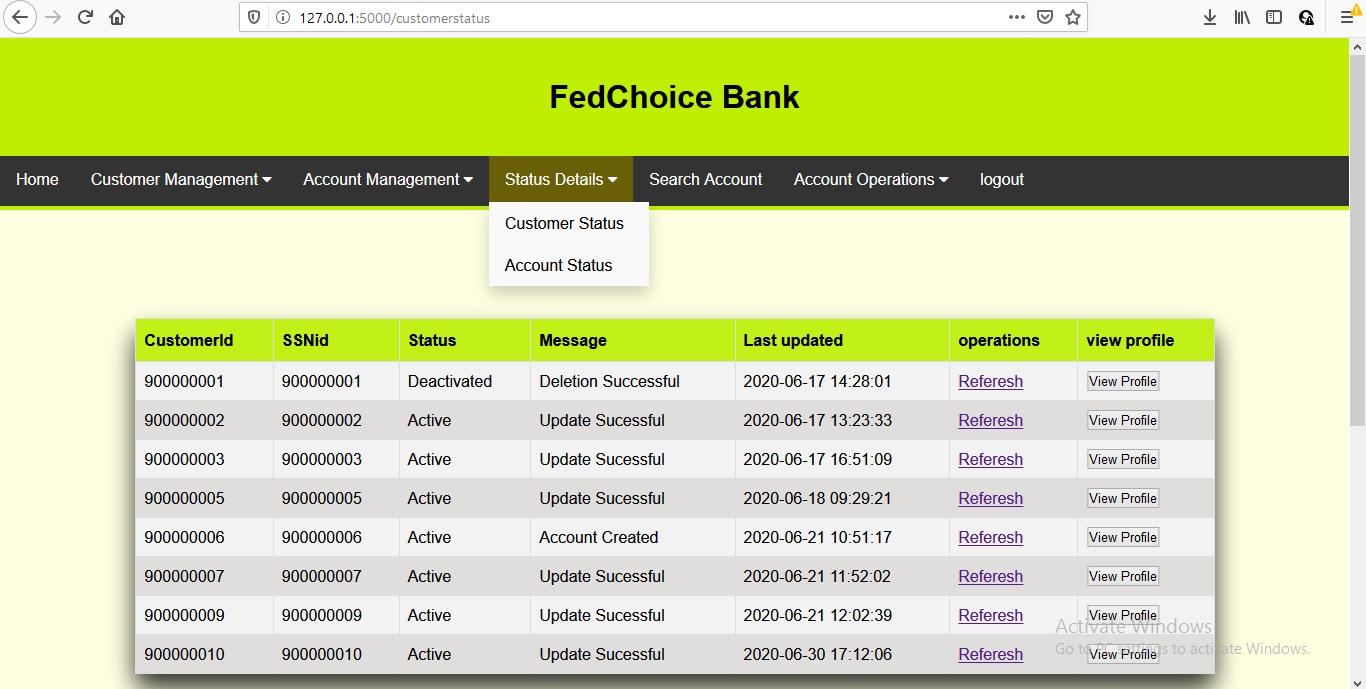 127.0.0.1:5000/customerstatus
FedChoice Bank
Home Customer Management Account Management Status Details Search Account Account Operations logout
Customer Status
Account Status
CustomerId SSNid Status Message Last updated operations view profile
900000001 900000001 Deactivated Deletion Successful 2020-06-17 14:28:01 Referesh View Profile
900000002 900000002 Active Update Sucessful 2020-06-17 13:23:33 Referesh View Profile
900000003 900000003 Active Update Sucessful 2020-06-17 16:51:09 Referesh View Profile
900000005 900000005 Active Update Sucessful 2020-06-18 09:29:21 Referesh View Profile
900000006 900000006 Active Account Created 2020-06-21 10:51:17 Referesh View Profile
900000007 900000007 Active Update Sucessful 2020-06-21 11:52:02 Referesh View Profile
900000009 900000009 Active Update Sucessful 2020-06-21 12:02:39 Referesh View Profile
Activate Windows
900000010 900000010 Active Update Sucessful 2020-06-30 17:12:06 Referesh View Profile
Go to PC settings to activate Windows.